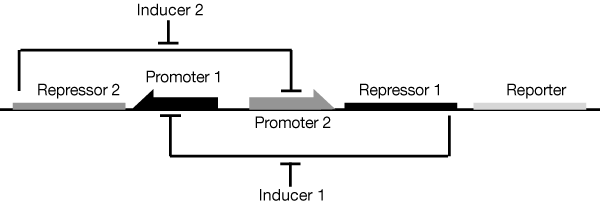 Inducer 2
Repressor 2
Promoter 1
Promoter 2
Repressor 1
Reporter
Inducer 1